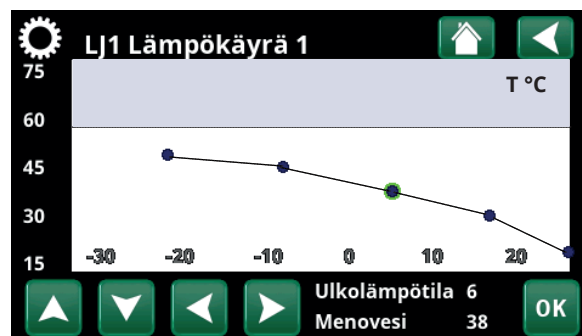 LJ1 Lämpökäyrä 1
75
T °C
60
45
30
15
-30 -20 -10 0 10 20
Ulkolämpötila 6
Menovesi 38
OK